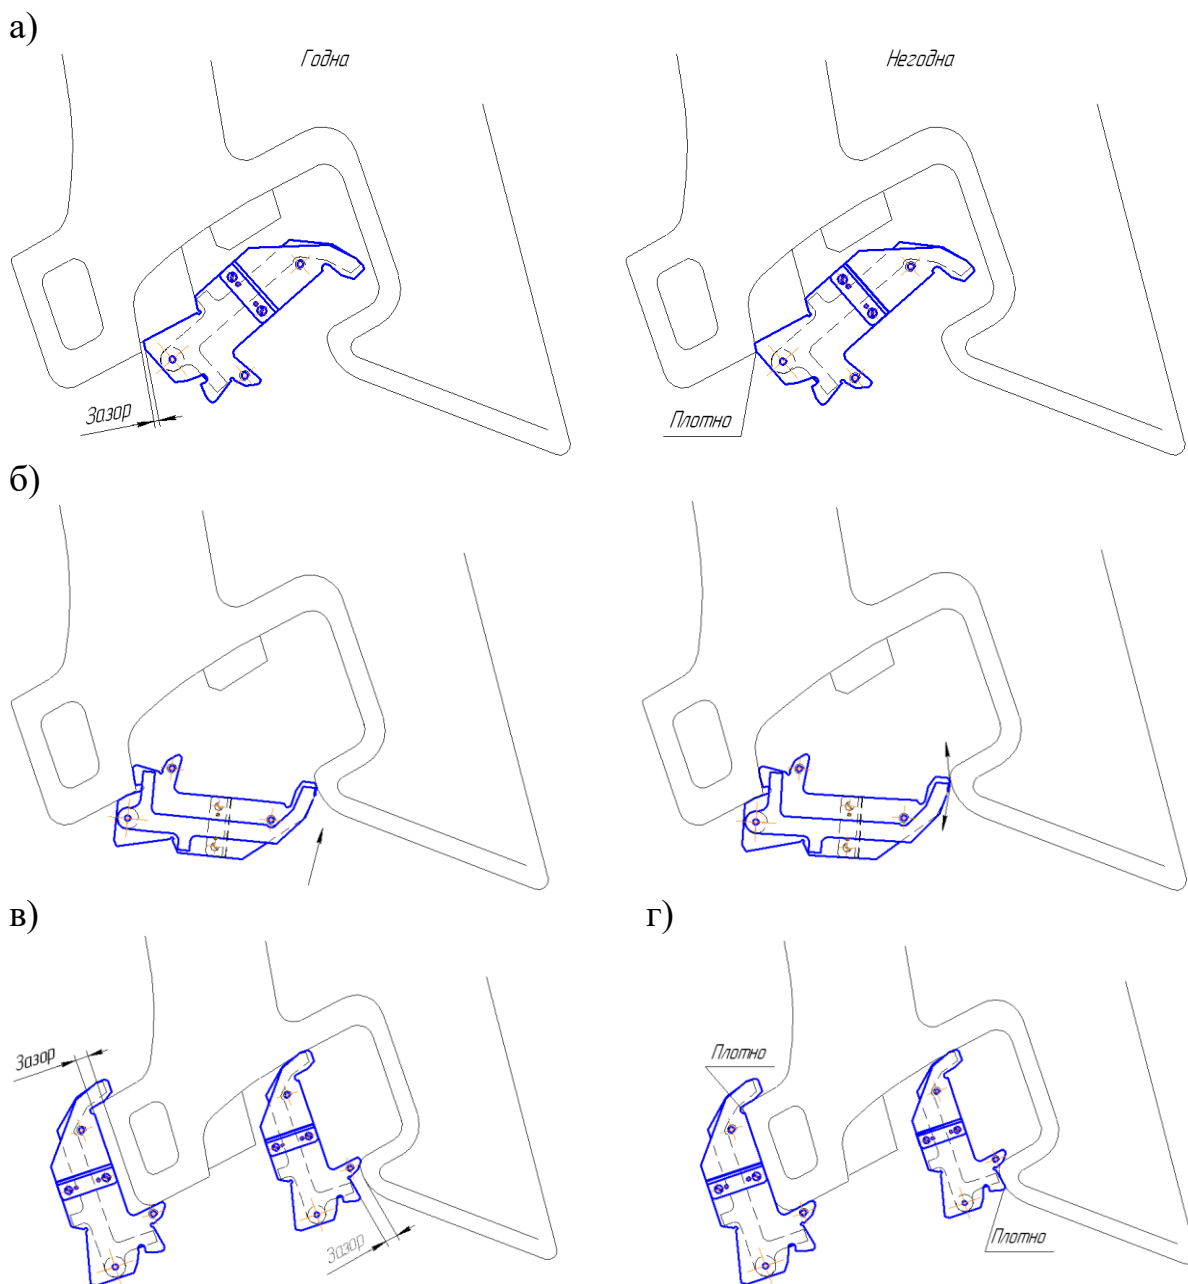 а)
Годна
Негодна
Зазор
Плотно
б)
в)
г)
Зазор
Плотно
Зазор
Плотно